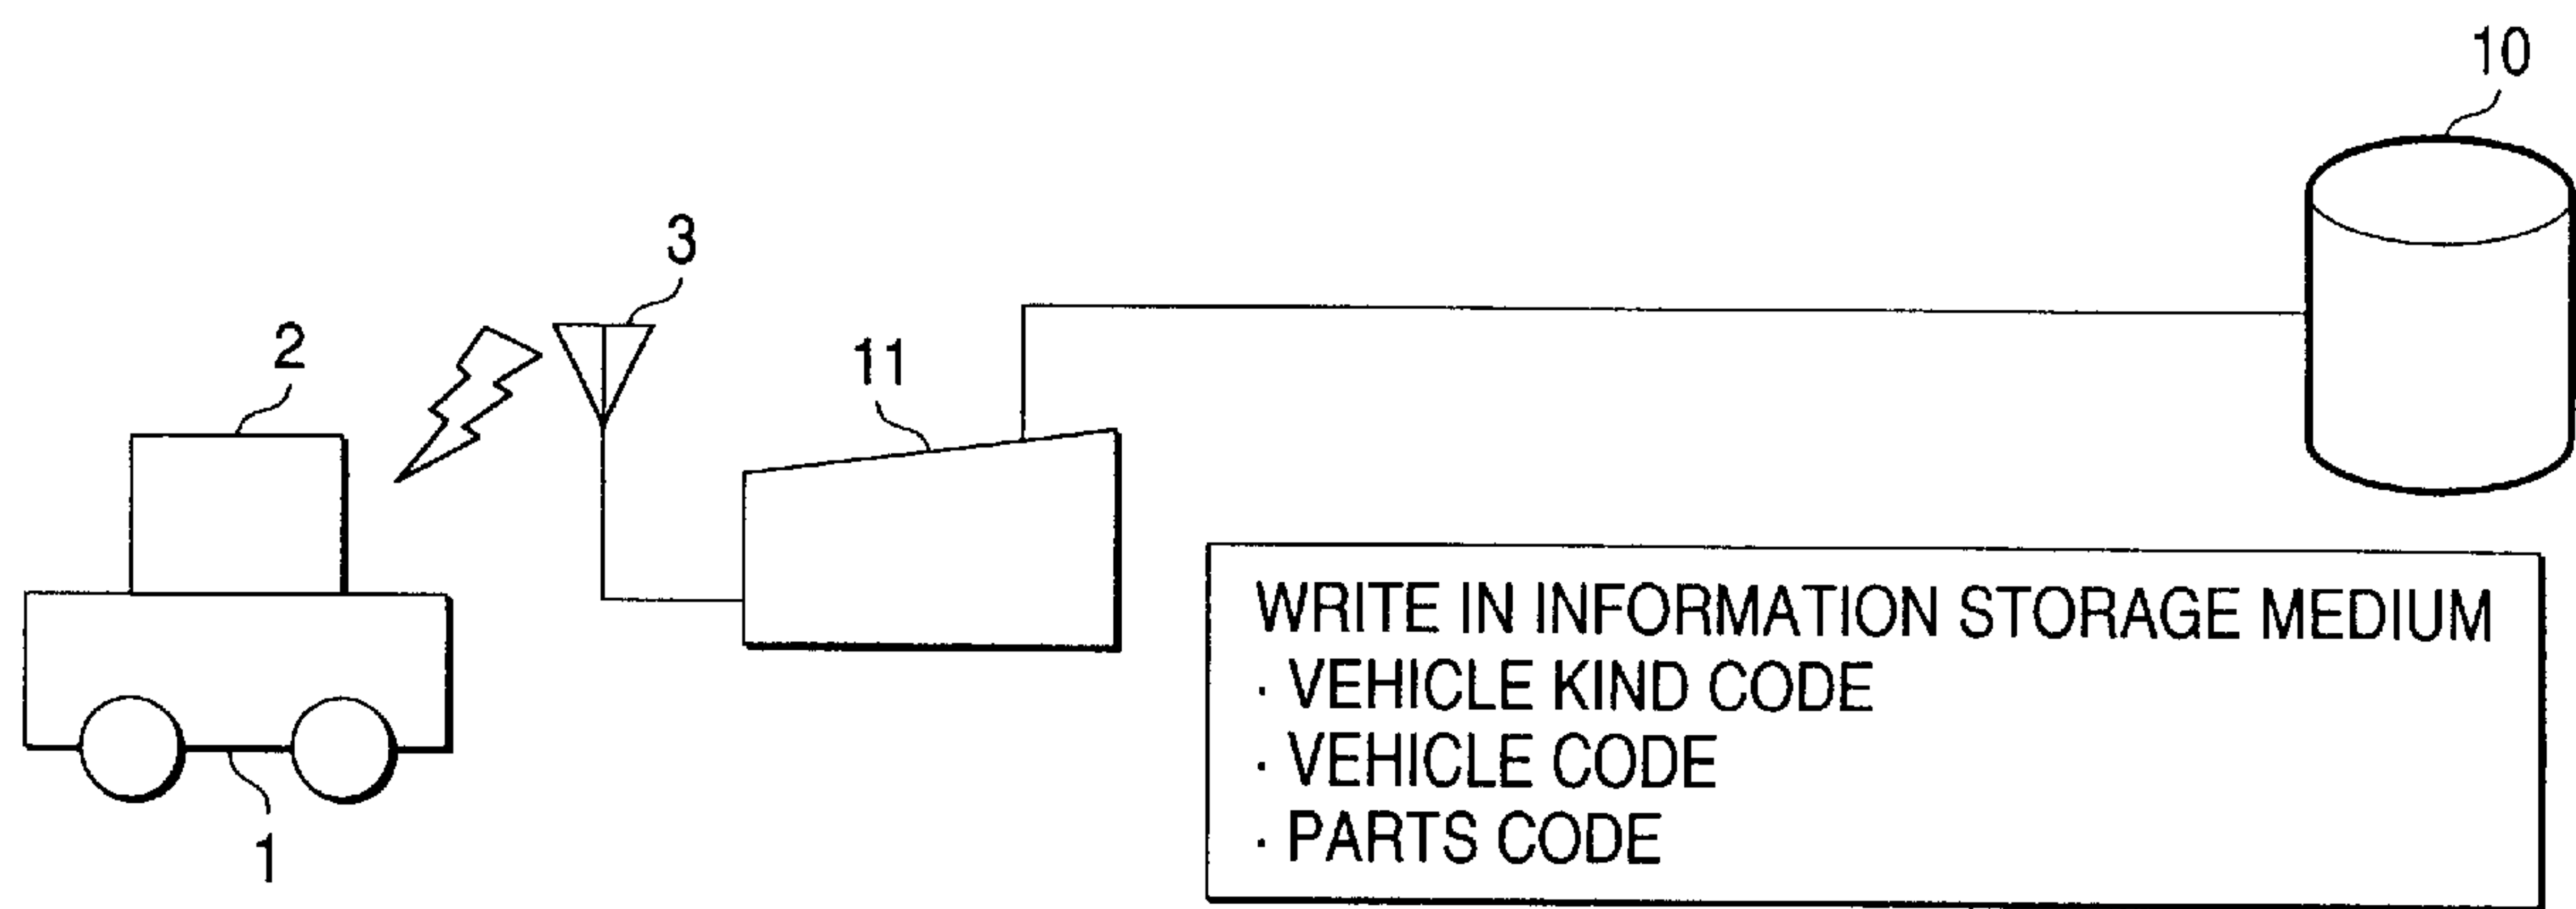 10
3
2
11
1
WRITE IN INFORMATION STORAGE MEDIUM
· VEHICLE KIND CODE
· VEHICLE CODE
· PARTS CODE